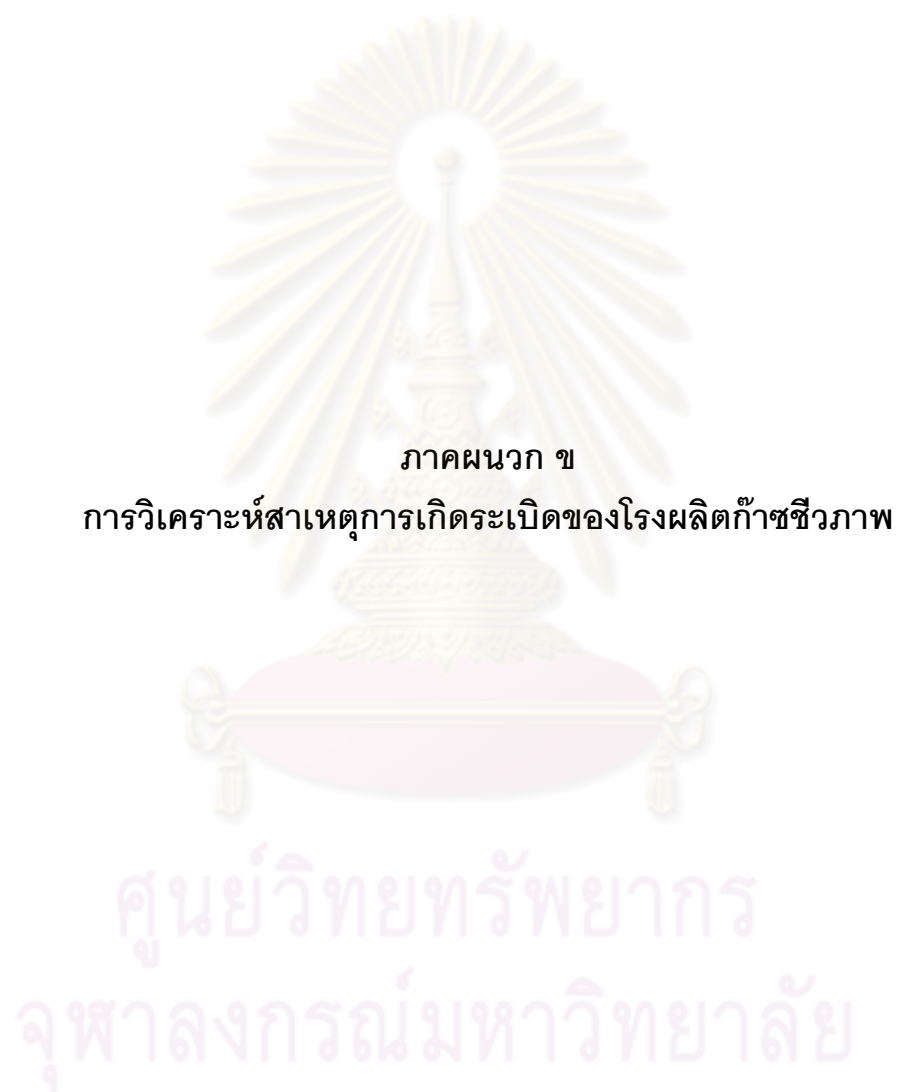 ภาคผนวก ข
การวิเคราะห์สาเหตุการเกิดระเบิดของโรงผลิตก๊าซชีวภาพ
ศูนย์วิทยทรัพยากร
จุฬาลงกรณ์มหาวิทยาลัย